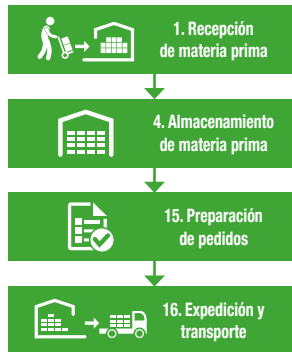 1. Recepción
de materia prima
4. Almacenamiento
de materia prima
15. Preparación
de pedidos
16. Expedición y
transporte